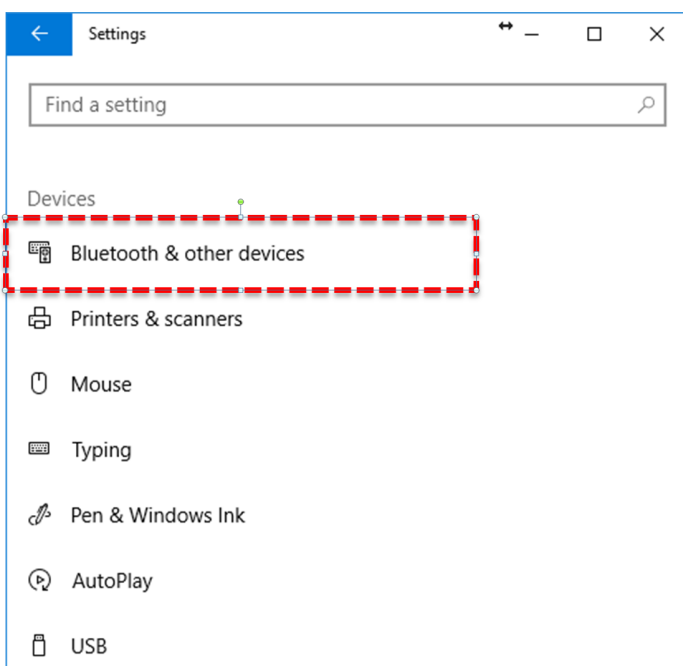 Settings
Find a setting
Devices
Bluetooth & other devices
Printers & scanners
Mouse
Typing
Pen & Windows Ink
AutoPlay
USB